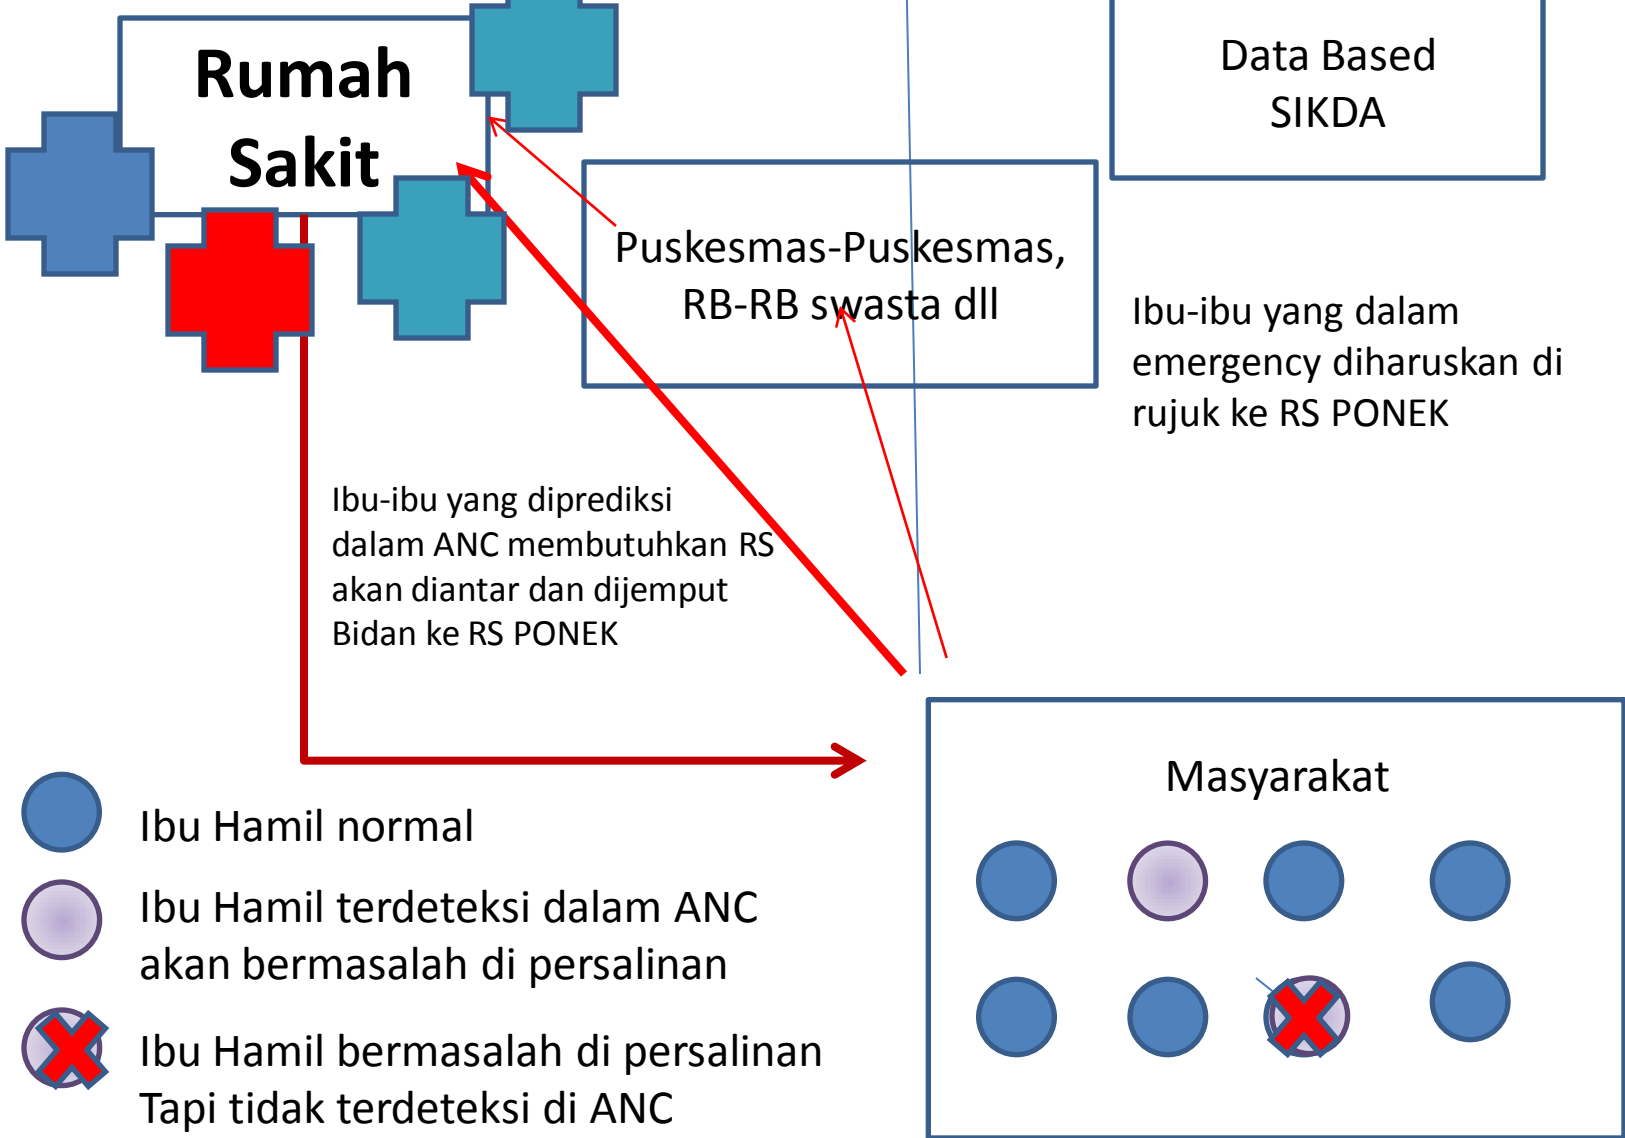 Rumah
Sakit
Data Based
SIKDA
Puskesmas-Puskesmas,
RB-RB swasta dll
Ibu-ibu yang dalam
emergency diharuskan di
rujuk ke RS PONEK
Ibu-ibu yang diprediksi
dalam ANC membutuhkan RS
akan diantar dan dijemput
Bidan ke RS PONEK
Masyarakat
Ibu Hamil normal
Ibu Hamil terdeteksi dalam ANC
akan bermasalah di persalinan
Ibu Hamil bermasalah di persalinan
Tapi tidak terdeteksi di ANC